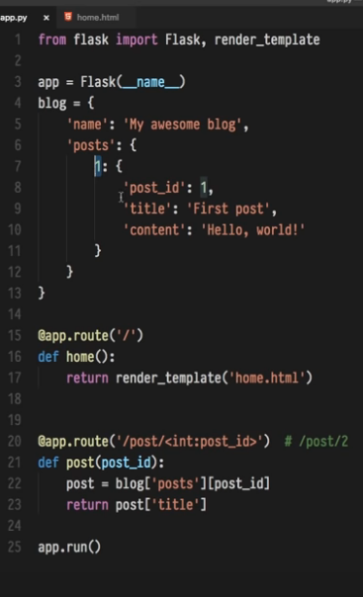 app.py × home.html
1 from flask import Flask, render_template
2
3 app = Flask(__name__)
4 blog = {
5     'name': 'My awesome blog',
6     'posts': {
7         1: {
8             'post_id': 1,
9             'title': 'First post',
10             'content': 'Hello, world!'
11         }
12     }
13 }
14
15 @app.route('/')
16 def home():
17     return render_template('home.html')
18
19
20 @app.route('/post/<int:post_id>')  # /post/2
21 def post(post_id):
22     post = blog['posts'][post_id]
23     return post['title']
24
25 app.run()